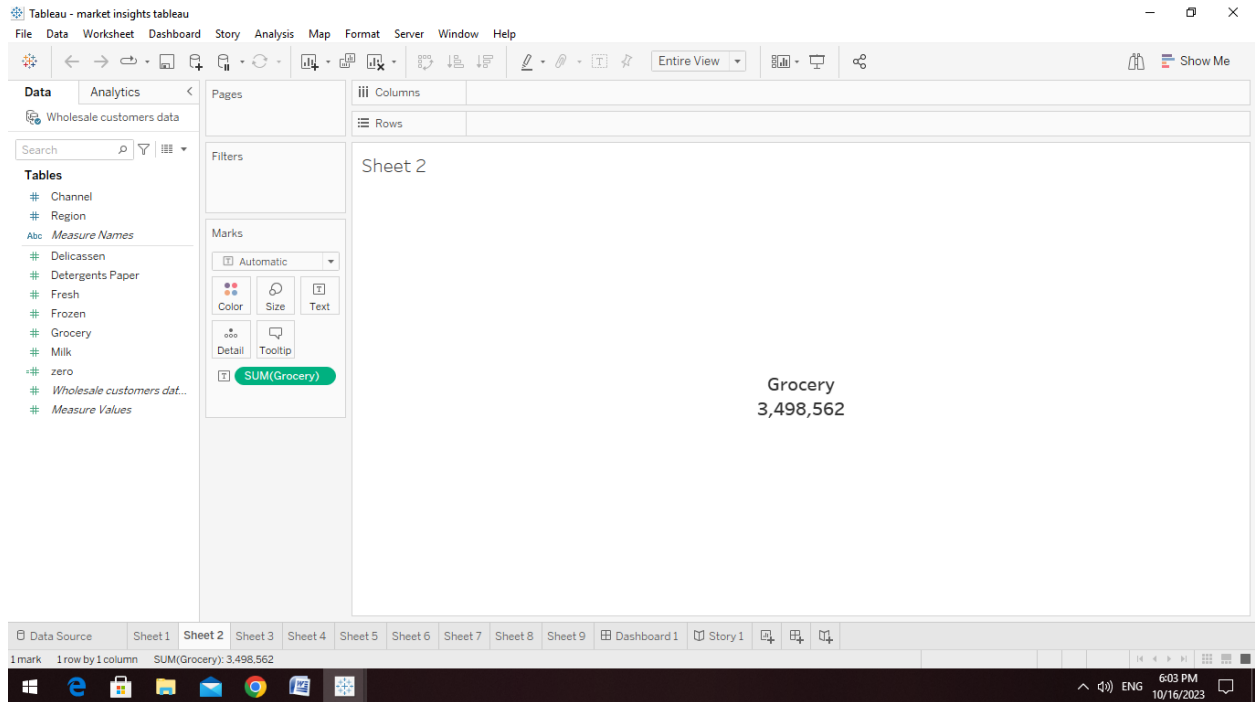 Tableau - market insights tableau
File Data Worksheet Dashboard Story Analysis Map Format Server Window Help
Entire View
Show Me
Data Analytics
Wholesale customers data
Search
Tables
# Channel
# Region
Abc Measure Names
# Delicassen
# Detergents Paper
# Fresh
# Frozen
# Grocery
# Milk
=# zero
# Wholesale customers dat...
# Measure Values
Pages
Filters
Marks
T Automatic
Color Size Text
Detail Tooltip
T SUM(Grocery)
iii Columns
Rows
Sheet 2
Grocery
3,498,562
Data Source Sheet 1 Sheet 2 Sheet 3 Sheet 4 Sheet 5 Sheet 6 Sheet 7 Sheet 8 Sheet 9 Dashboard 1 Story 1
1 mark 1 row by 1 column SUM(Grocery): 3,498,562
ENG
6:03 PM
10/16/2023